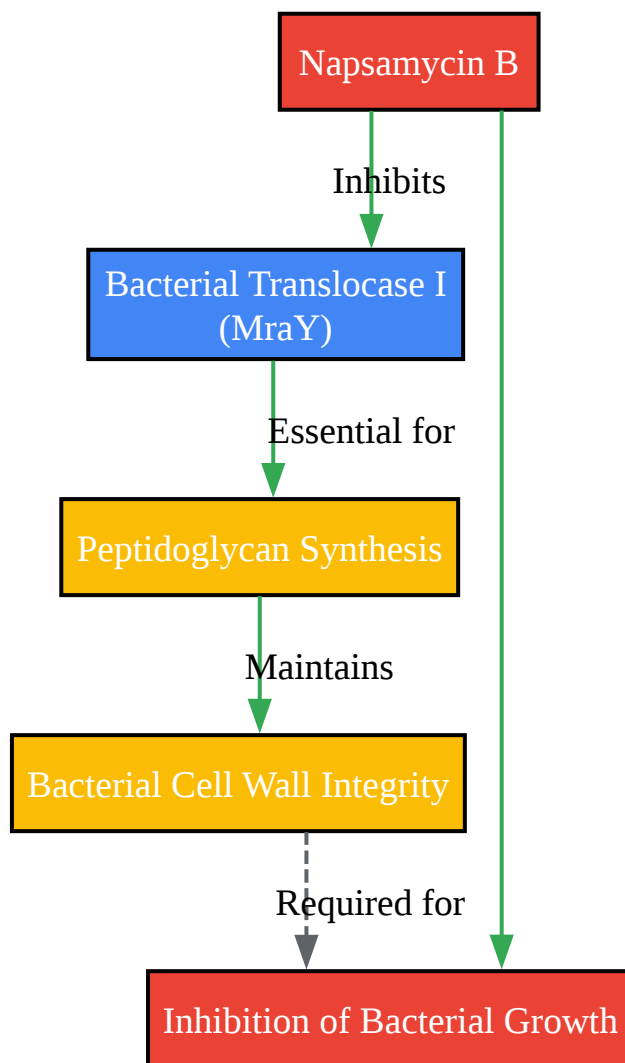 Napsamycin B
Inhibits
Bacterial Translocase I
(MraY)
Essential for
Peptidoglycan Synthesis
Maintains
Bacterial Cell Wall Integrity
Required for
Inhibition of Bacterial Growth